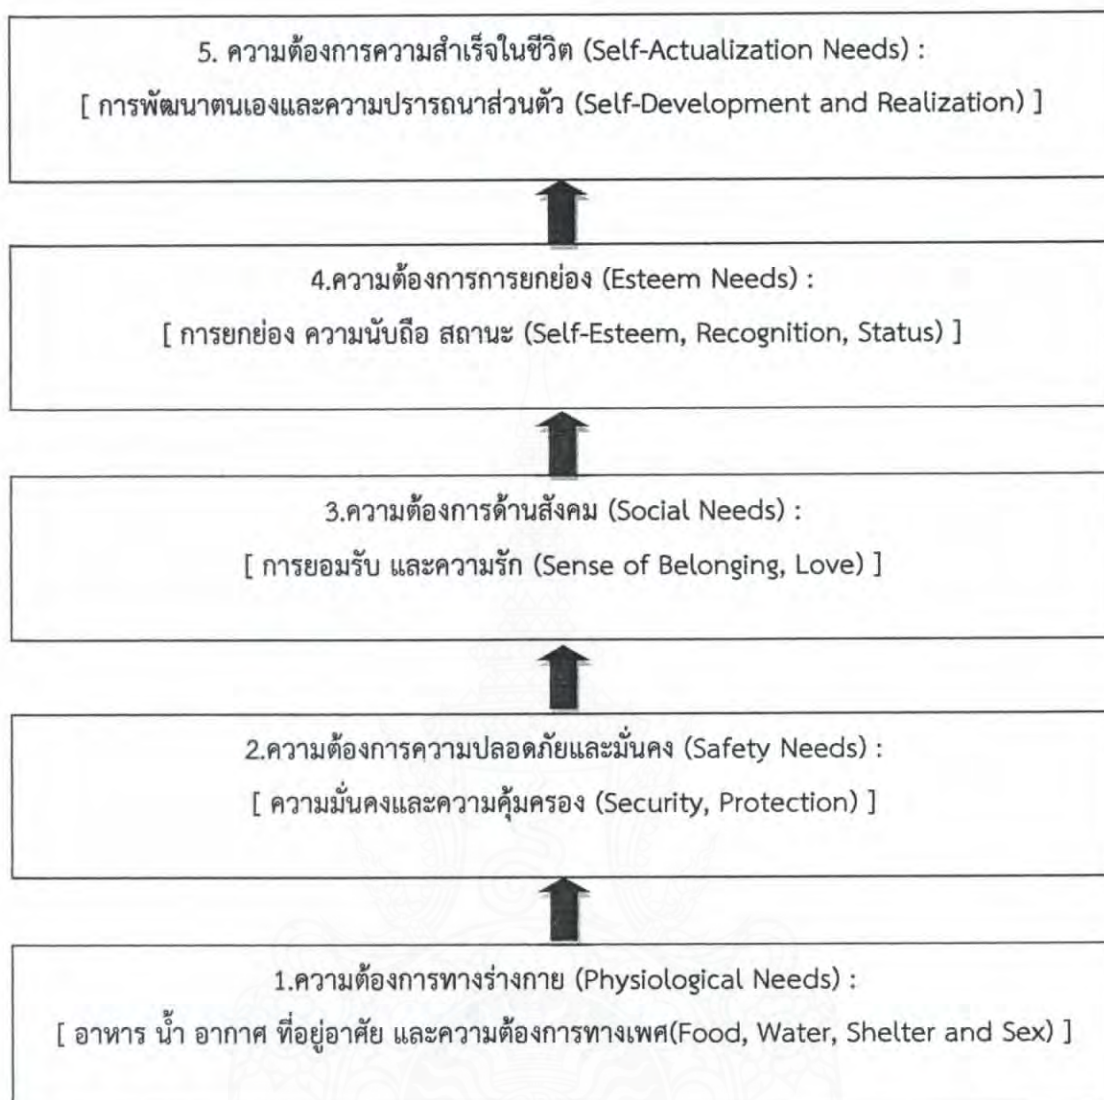 5. ความต้องการความสำเร็จในชีวิต (Self-Actualization Needs) :
[ การพัฒนาตนเองและความปรารถนาส่วนตัว (Self-Development and Realization) ]
4.ความต้องการการยกย่อง (Esteem Needs) :
[ การยกย่อง ความนับถือ สถานะ (Self-Esteem, Recognition, Status) ]
3.ความต้องการด้านสังคม (Social Needs) :
[ การยอมรับ และความรัก (Sense of Belonging, Love) ]
2.ความต้องการความปลอดภัยและมั่นคง (Safety Needs) :
[ ความมั่นคงและความคุ้มครอง (Security, Protection) ]
1.ความต้องการทางร่างกาย (Physiological Needs) :
[ อาหาร น้ำ อากาศ ที่อยู่อาศัย และความต้องการทางเพศ(Food, Water, Shelter and Sex) ]